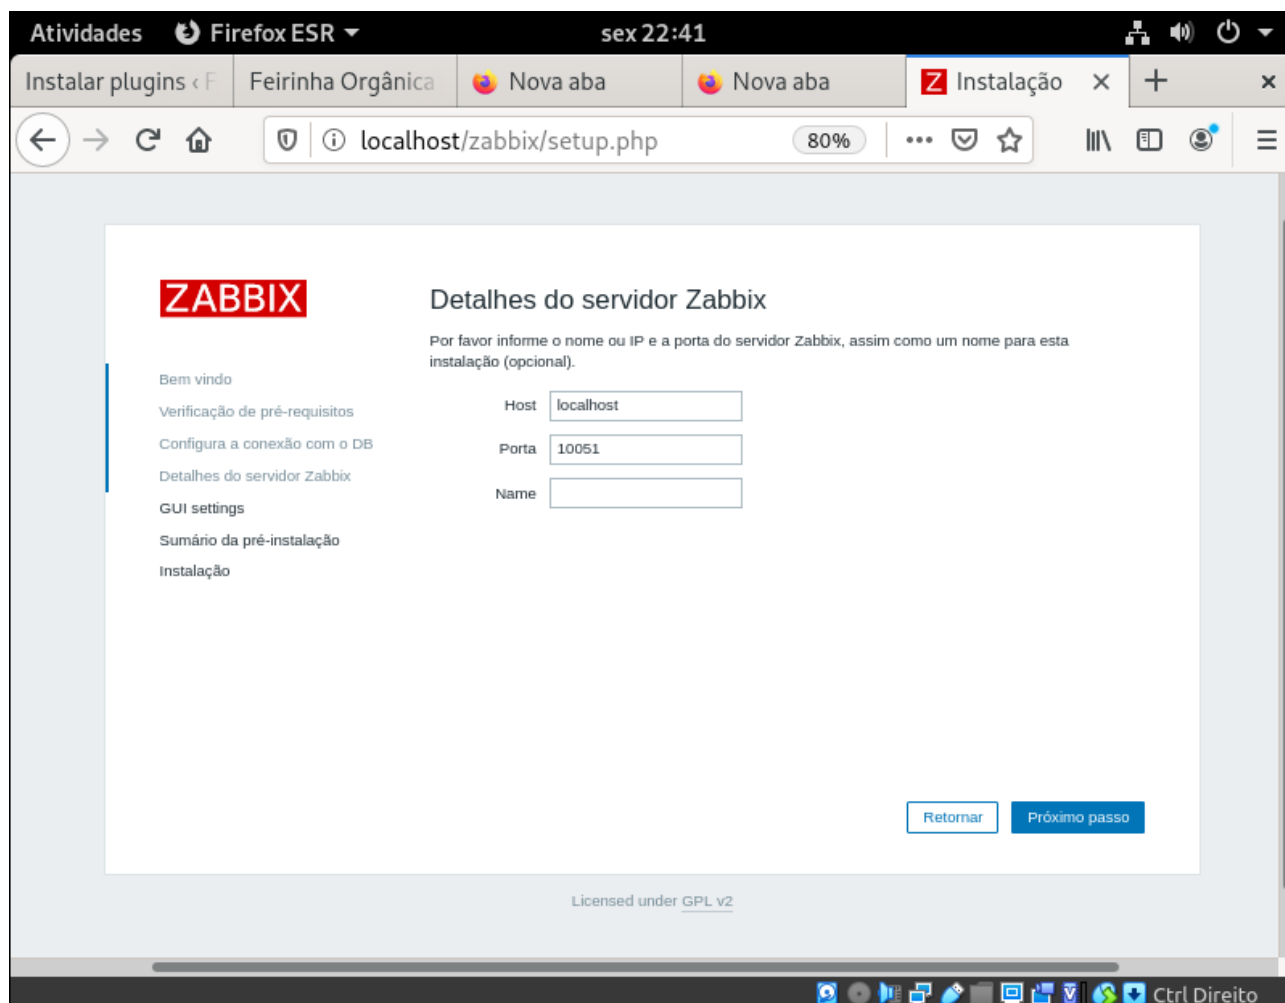 Atividades Firefox ESR sex 22:41
Instalar plugins ‹ F Feirinha Orgânica Nova aba Nova aba Z Instalação
localhost/zabbix/setup.php 80%
ZABBIX
Detalhes do servidor Zabbix
Por favor informe o nome ou IP e a porta do servidor Zabbix, assim como um nome para esta
instalação (opcional).
Bem vindo
Verificação de pré-requisitos
Configura a conexão com o DB
Detalhes do servidor Zabbix
GUI settings
Sumário da pré-instalação
Instalação
Host localhost
Porta 10051
Name
Retornar Próximo passo
Licensed under GPL v2
Ctrl Direito